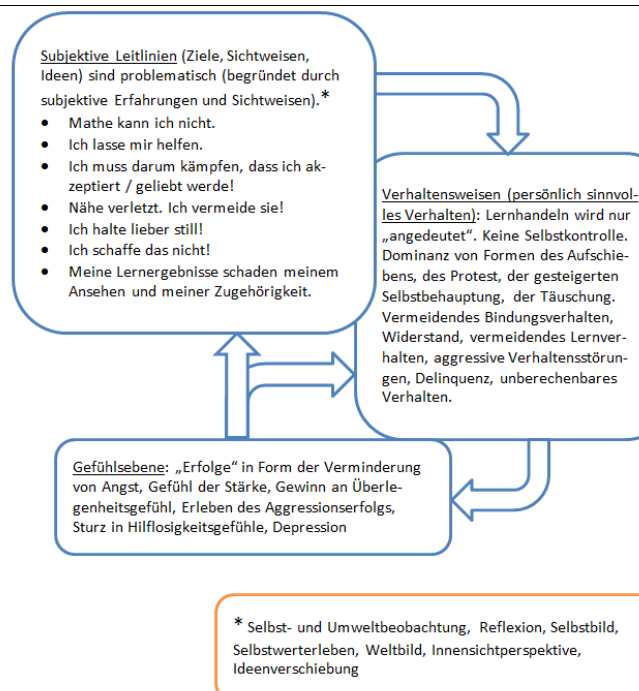 Subjektive Leitlinien (Ziele, Sichtweisen,
Ideen) sind problematisch (begründet durch
subjektive Erfahrungen und Sichtweisen).*
• Mathe kann ich nicht.
• Ich lasse mir helfen.
• Ich muss darum kämpfen, dass ich ak-
zeptiert / geliebt werde!
• Nähe verletzt. Ich vermeide sie!
• Ich halte lieber still!
• Ich schaffe das nicht!
• Meine Lernergebnisse schaden meinem
Ansehen und meiner Zugehörigkeit.
Verhaltensweisen (persönlich sinnvol-
les Verhalten): Lernhandeln wird nur
„angedeutet“. Keine Selbstkontrolle.
Dominanz von Formen des Aufschie-
bens, des Protest, der gesteigerten
Selbstbehauptung, der Täuschung.
Vermeidendes Bindungsverhalten,
Widerstand, vermeidendes Lernver-
halten, aggressive Verhaltensstörun-
gen, Delinquenz, unberechenbares
Verhalten.
Gefühlsebene: „Erfolge“ in Form der Verminderung
von Angst, Gefühl der Stärke, Gewinn an Überle-
genheitsgefühl, Erleben des Aggressionserfolgs,
Sturz in Hilflosigkeitsgefühle, Depression
* Selbst- und Umweltbeobachtung, Reflexion, Selbstbild,
Selbstwerterleben, Weltbild, Innensichtperspektive,
Ideenverschiebung